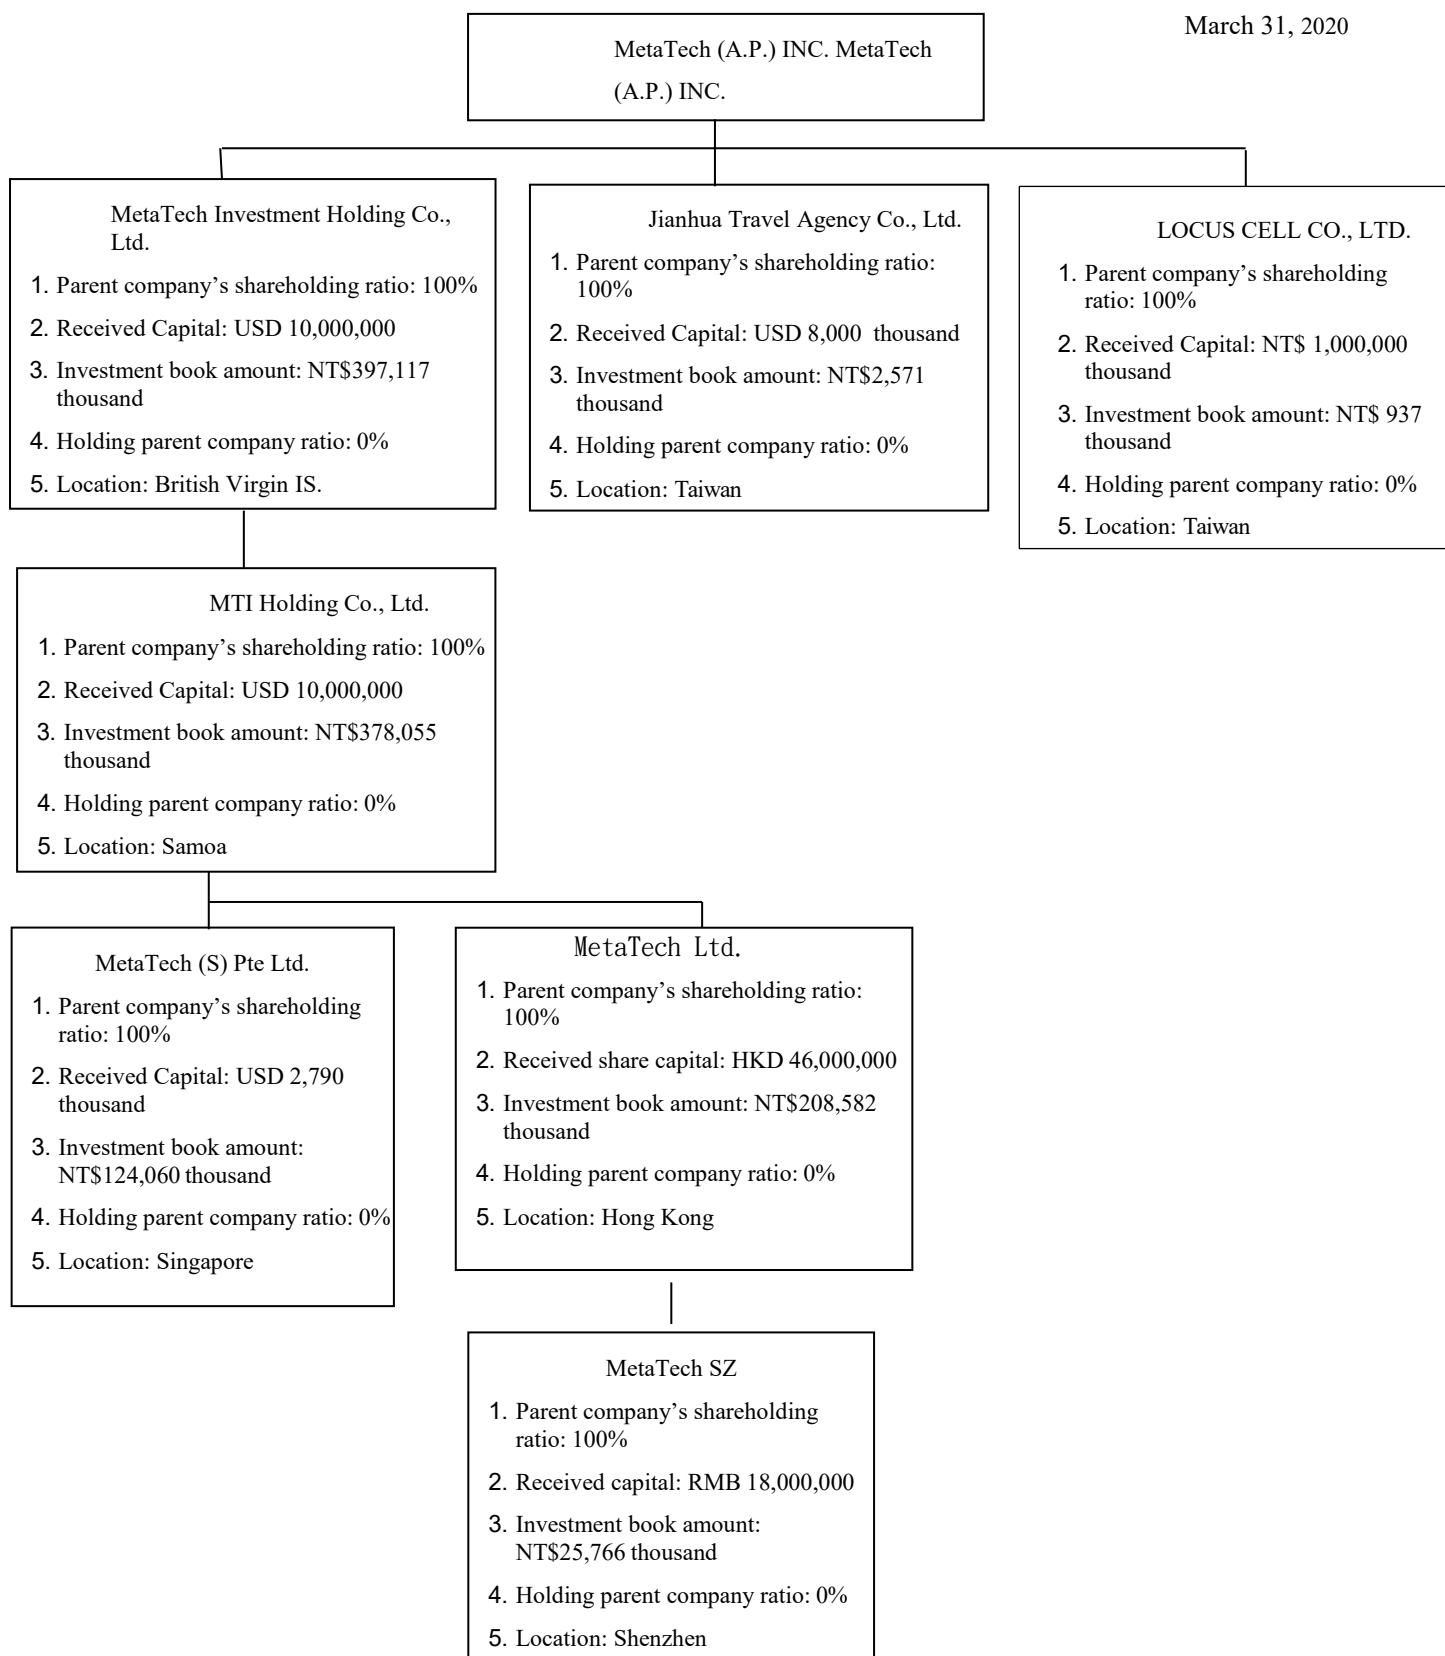 March 31, 2020
MetaTech (A.P.) INC. MetaTech
(A.P.) INC.
MetaTech Investment Holding Co.,
Ltd.
1. Parent company’s shareholding ratio: 100%
2. Received Capital: USD 10,000,000
3. Investment book amount: NT$397,117
thousand
4. Holding parent company ratio: 0%
5. Location: British Virgin IS.
Jianhua Travel Agency Co., Ltd.
1. Parent company’s shareholding ratio:
100%
2. Received Capital: USD 8,000 thousand
3. Investment book amount: NT$2,571
thousand
4. Holding parent company ratio: 0%
5. Location: Taiwan
LOCUS CELL CO., LTD.
1. Parent company’s shareholding
ratio: 100%
2. Received Capital: NT$ 1,000,000
thousand
3. Investment book amount: NT$ 937
thousand
4. Holding parent company ratio: 0%
5. Location: Taiwan
MTI Holding Co., Ltd.
1. Parent company’s shareholding ratio: 100%
2. Received Capital: USD 10,000,000
3. Investment book amount: NT$378,055
thousand
4. Holding parent company ratio: 0%
5. Location: Samoa
MetaTech (S) Pte Ltd.
1. Parent company’s shareholding
ratio: 100%
2. Received Capital: USD 2,790
thousand
3. Investment book amount:
NT$124,060 thousand
4. Holding parent company ratio: 0%
5. Location: Singapore
MetaTech Ltd.
1. Parent company’s shareholding ratio:
100%
2. Received share capital: HKD 46,000,000
3. Investment book amount: NT$208,582
thousand
4. Holding parent company ratio: 0%
5. Location: Hong Kong
MetaTech SZ
1. Parent company’s shareholding
ratio: 100%
2. Received capital: RMB 18,000,000
3. Investment book amount:
NT$25,766 thousand
4. Holding parent company ratio: 0%
5. Location: Shenzhen